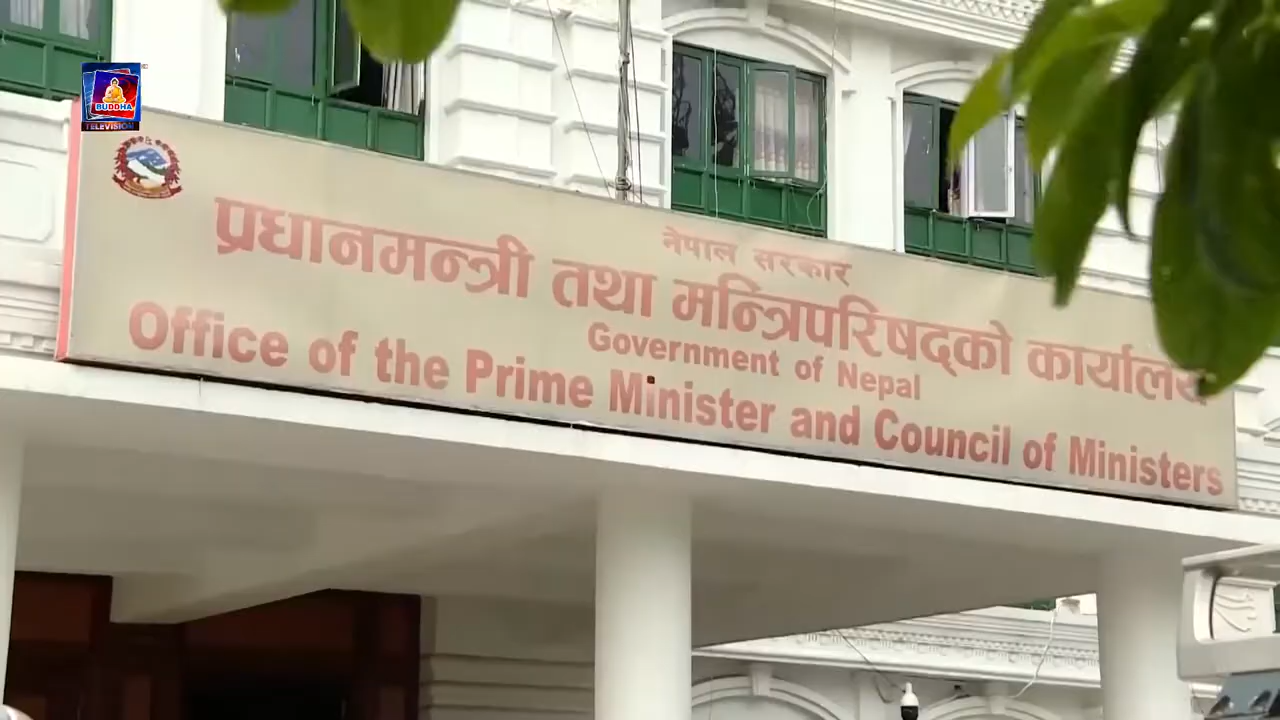 BUDDHA
TELEVISION
नेपाल सरकार
प्रधानमन्त्री तथा मन्त्रिपरिषद्को कार्यालय
Government of Nepal
Office of the Prime Minister and Council of Ministers